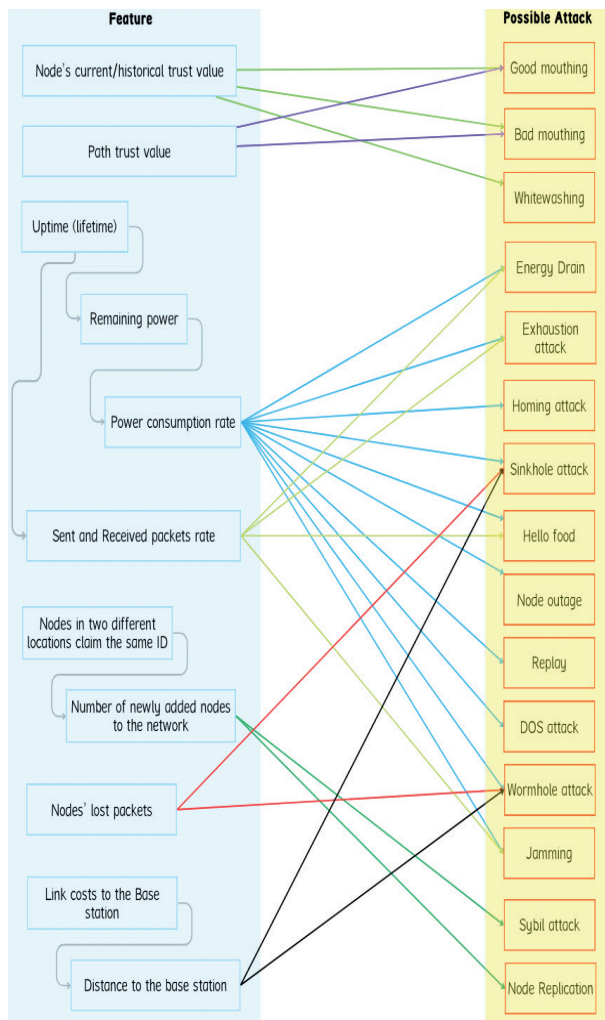 Feature
Node's current/historical trust value
Path trust value
Uptime (lifetime)
Remaining power
Power consumption rate
Sent and Received packets rate
Nodes in two different
locations claim the same ID
Number of newly added nodes
to the network
Nodes' lost packets
Link costs to the Base
station
Distance to the base station
Possible Attack
Good mouthing
Bad mouthing
Whitewashing
Energy Drain
Exhaustion
attack
Homing attack
Sinkhole attack
Hello food
Node outage
Replay
DOS attack
Wormhole attack
Jamming
Sybil attack
Node Replication